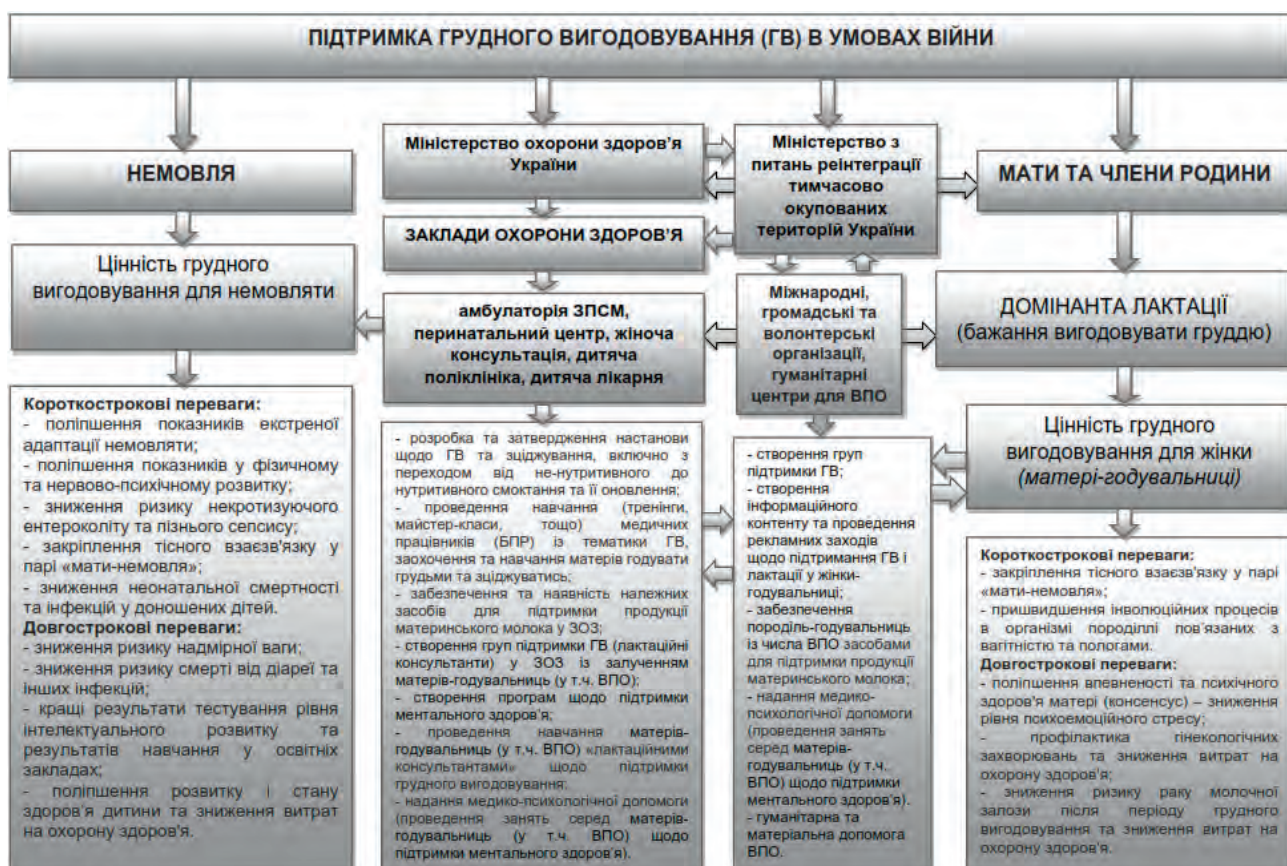 ПІДТРИМКА ГРУДНОГО ВИГОДОВУВАННЯ (ГВ) В УМОВАХ ВІЙНИ
НЕМОВЛЯ
Цінність грудного
вигодовування для немовляти
Короткострокові переваги:
- поліпшення показників екстреної
адаптації немовляти;
- поліпшення показників у фізичному
та нервово-психічному розвитку;
- зниження ризику некротизуючого
ентероколіту та пізнього сепсису;
- закріплення тісного взаєзв'язку у
парі «мати-немовля»;
- зниження неонатальної смертності
та інфекцій у доношених дітей.
Довгострокові переваги:
- зниження ризику надмірної ваги;
- зниження ризику смерті від діареї та
інших інфекцій;
- кращі результати тестування рівня
інтелектуального розвитку та
результатів навчання у освітніх
закладах;
- поліпшення розвитку і стану
здоров'я дитини та зниження витрат
на охорону здоров'я.
Міністерство охорони здоров'я
України
ЗАКЛАДИ ОХОРОНИ ЗДОРОВ'Я
амбулаторія ЗПСМ,
перинатальний центр, жіноча
консультація, дитяча
поліклініка, дитяча лікарня
- розробка та затвердження настанови
щодо ГВ та зціджування, включно з
переходом від не-нутритивного до
нутритивного смоктання та її оновлення;
- проведення навчання (тренінги,
майстер-класи, тощо) медичних
працівників (БПР) із тематики ГВ,
заохочення та навчання матерів годувати
грудьми та зціджуватись;
- забезпечення та наявність належних
засобів для підтримки продукції
материнського молока у ЗОЗ;
- створення груп підтримки ГВ (лактаційні
консультанти) у ЗОЗ із залученням
матерів-годувальниць (у т.ч. ВПО);
- створення програм щодо підтримки
ментального здоров'я;
- проведення навчання матерів-
годувальниць (у т.ч. ВПО) «лактаційними
консультантами» щодо підтримки
грудного вигодовування;
- надання медико-психологічної допомоги
(проведення занять серед матерів-
годувальниць (у т.ч. ВПО) щодо
підтримки ментального здоров'я).
Міністерство з
питань реінтеграції
тимчасово
окупованих
територій України
Міжнародні,
громадські та
волонтерські
організації,
гуманітарні
центри для ВПО
- створення груп
підтримки ГВ;
- створення
інформаційного
контенту та проведення
рекламних заходів
щодо підтримання ГВ і
лактації у жінки-
годувальниці;
- забезпечення
породіль-годувальниць
із числа ВПО засобами
для підтримки продукції
материнського молока;
- надання медико-
психологічної допомоги
(проведення занять
серед матерів-
годувальниць (у т.ч.
ВПО) щодо підтримки
ментального здоров'я).
- гуманітарна та
матеріальна допомога
ВПО.
МАТИ ТА ЧЛЕНИ РОДИНИ
ДОМІНАНТА ЛАКТАЦІЇ
(бажання вигодовувати груддю)
Цінність грудного
вигодовування для жінки
(матері-годувальниці)
Короткострокові переваги:
- закріплення тісного взаєзв'язку у парі
«мати-немовля»;
- пришвидшення інволюційних процесів
в організмі породіллі пов'язаних з
вагітністю та пологами.
Довгострокові переваги:
- поліпшення впевненості та психічного
здоров'я матері (консенсус) – зниження
рівня психоемоційного стресу;
- профілактика гінекологічних
захворювань та зниження витрат на
охорону здоров'я;
- зниження ризику раку молочної
залози після періоду грудного
вигодовування та зниження витрат на
охорону здоров'я.